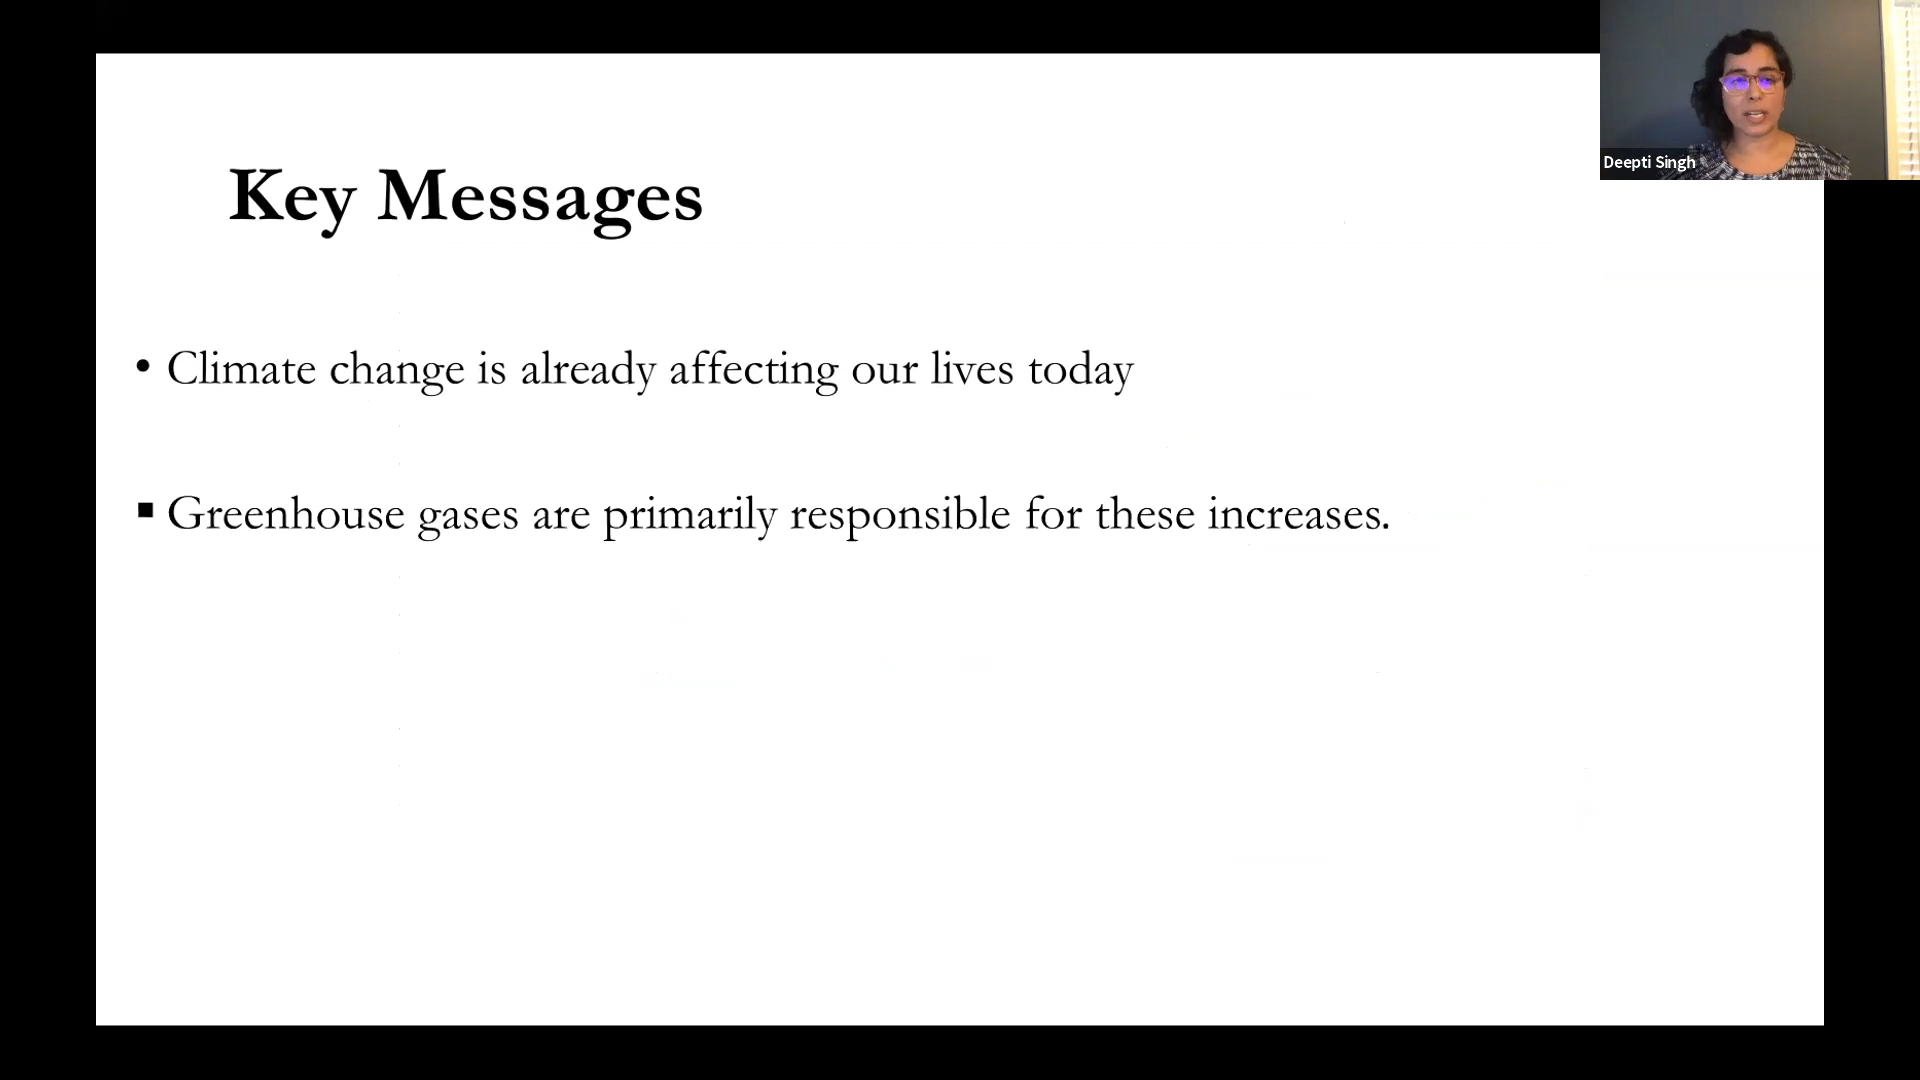 Deepti Singh
Key Messages
• Climate change is already affecting our lives today
▪ Greenhouse gases are primarily responsible for these increases.